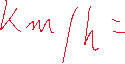 km/h =